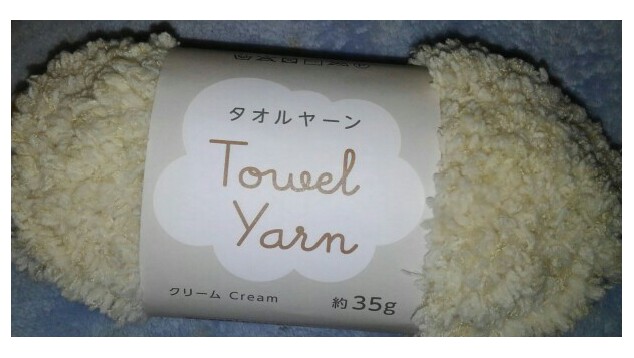 タオルヤーン
Towel
Yarn
クリーム Cream
約35g